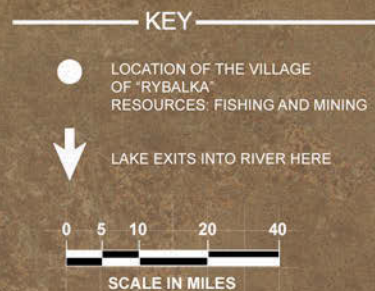 KEY
LOCATION OF THE VILLAGE
OF "RYBALKA"
RESOURCES: FISHING AND MINING
LAKE EXITS INTO RIVER HERE
0 5 10 20 40
SCALE IN MILES